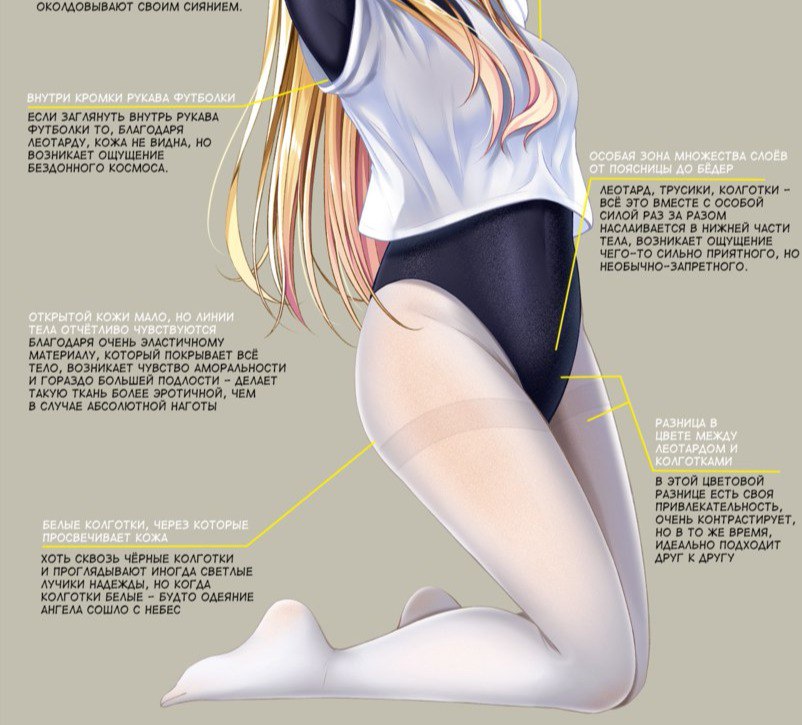 ОКОЛДОВЫВАЮТ СВОИМ СИЯНИЕМ.
ВНУТРИ КРОМКИ РУКАВА ФУТБОЛКИ
ЕСЛИ ЗАГЛЯНУТЬ ВНУТРЬ РУКАВА
ФУТБОЛКИ ТО, БЛАГОДАРЯ
ЛЕОТАРДУ, КОЖА НЕ ВИДНА, НО
ВОЗНИКАЕТ ОЩУЩЕНИЕ
БЕЗДОННОГО КОСМОСА.
ОСОБАЯ ЗОНА МНОЖЕСТВА СЛОЁВ
ОТ ПОЯСНИЦЫ ДО БЁДЕР
ЛЕОТАРД, ТРУСИКИ, КОЛГОТКИ –
ВСЁ ЭТО ВМЕСТЕ С ОСОБОЙ
СИЛОЙ РАЗ ЗА РАЗОМ
НАСЛАИВАЕТСЯ В НИЖНЕЙ ЧАСТИ
ТЕЛА, ВОЗНИКАЕТ ОЩУЩЕНИЕ
ЧЕГО-ТО СИЛЬНО ПРИЯТНОГО, НО
НЕОБЫЧНО-ЗАПРЕТНОГО.
ОТКРЫТОЙ КОЖИ МАЛО, НО ЛИНИИ
ТЕЛА ОТЧЁТЛИВО ЧУВСТВУЮТСЯ
БЛАГОДАРЯ ОЧЕНЬ ЭЛАСТИЧНОМУ
МАТЕРИАЛУ, КОТОРЫЙ ПОКРЫВАЕТ ВСЁ
ТЕЛО, ВОЗНИКАЕТ ЧУВСТВО АМОРАЛЬНОСТИ
И ГОРАЗДО БОЛЬШЕЙ ПОДЛОСТИ – ДЕЛАЕТ
ТАКУЮ ТКАНЬ БОЛЕЕ ЭРОТИЧНОЙ, ЧЕМ
В СЛУЧАЕ АБСОЛЮТНОЙ НАГОТЫ
РАЗНИЦА В
ЦВЕТЕ МЕЖДУ
ЛЕОТАРДОМ И
КОЛГОТКАМИ
В ЭТОЙ ЦВЕТОВОЙ
РАЗНИЦЕ ЕСТЬ СВОЯ
ПРИВЛЕКАТЕЛЬНОСТЬ,
ОЧЕНЬ КОНТРАСТИРУЕТ,
НО В ТО ЖЕ ВРЕМЯ,
ИДЕАЛЬНО ПОДХОДИТ
ДРУГ К ДРУГУ
БЕЛЫЕ КОЛГОТКИ, ЧЕРЕЗ КОТОРЫЕ
ПРОСВЕЧИВАЕТ КОЖА
ХОТЬ СКВОЗЬ ЧЁРНЫЕ КОЛГОТКИ
И ПРОГЛЯДЫВАЮТ ИНОГДА СВЕТЛЫЕ
ЛУЧИКИ НАДЕЖДЫ, НО КОГДА
КОЛГОТКИ БЕЛЫЕ – БУДТО ОДЕЯНИЕ
АНГЕЛА СОШЛО С НЕБЕС